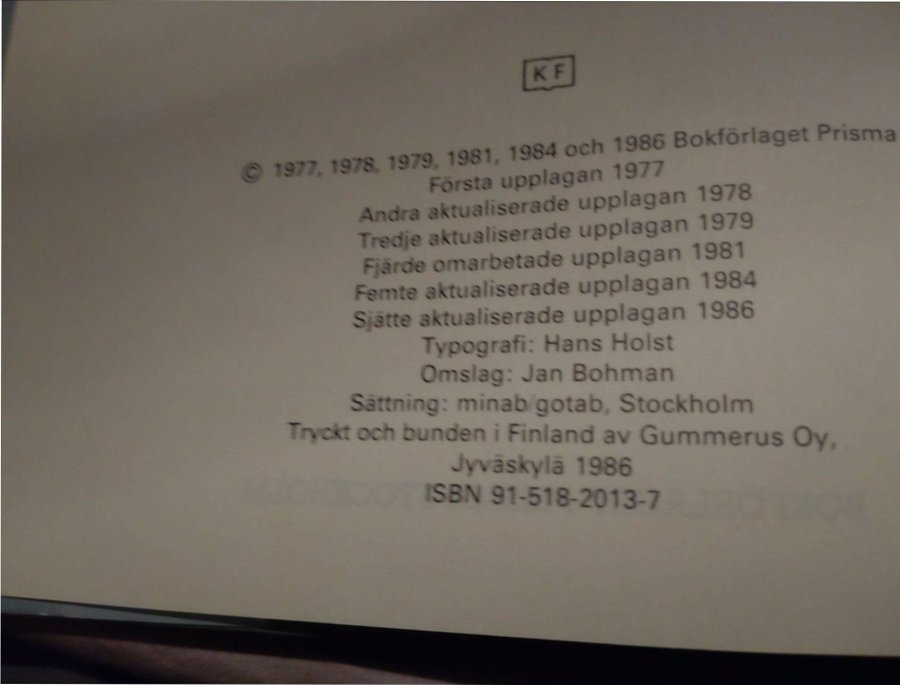 K F
© 1977, 1978, 1979, 1981, 1984 och 1986 Bokförlaget Prisma
Första upplagan 1977
Andra aktualiserade upplagan 1978
Tredje aktualiserade upplagan 1979
Fjärde omarbetade upplagan 1981
Femte aktualiserade upplagan 1984
Sjätte aktualiserade upplagan 1986
Typografi: Hans Holst
Omslag: Jan Bohman
Sättning: minab/gotab, Stockholm
Tryckt och bunden i Finland av Gummerus Oy,
Jyväskylä 1986
ISBN 91-518-2013-7